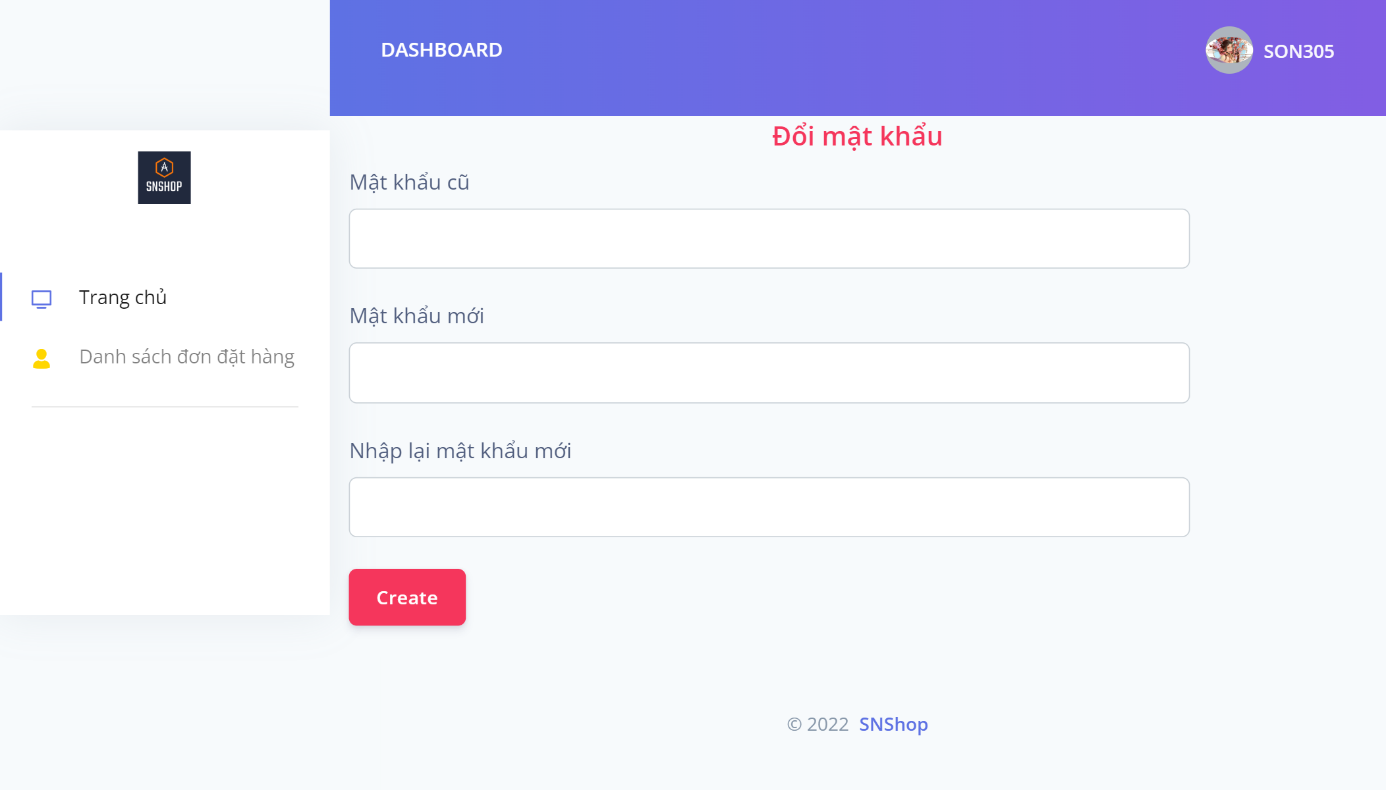 DASHBOARD
SON305
A
SNSHOP
Trang chủ
Danh sách đơn đặt hàng
Đổi mật khẩu
Mật khẩu cũ
Mật khẩu mới
Nhập lại mật khẩu mới
Create
© 2022 SNShop